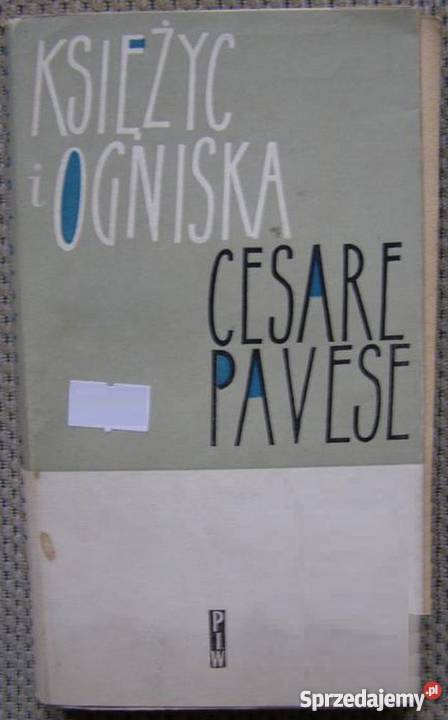 KSIĘŻYC
i OGNISKA
CESARE
PAVESE
PIW
Sprzedajemy.pl